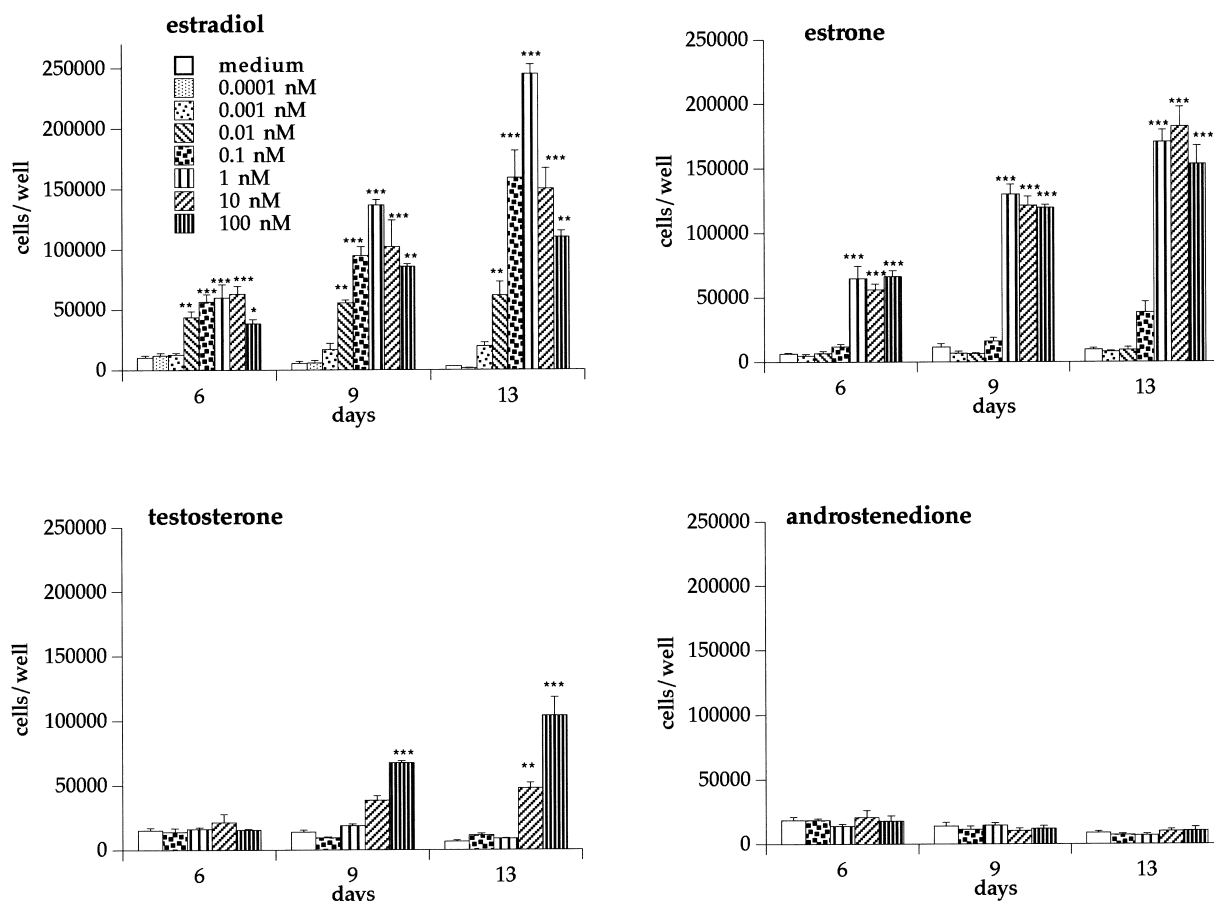 estradiol
medium
0.0001 nM
0.001 nM
0.01 nM
0.1 nM
1 nM
10 nM
100 nM
250000
200000
150000
100000
50000
0
cells/well
** *** *** *** *
** *** *** *** **
** *** *** *** **
6 9 13
days
estrone
250000
200000
150000
100000
50000
0
cells/well
*** *** ***
*** *** ***
*** *** ***
6 9 13
days
testosterone
250000
200000
150000
100000
50000
0
cells/well
***
** ***
6 9 13
days
androstenedione
250000
200000
150000
100000
50000
0
cells/well
6 9 13
days